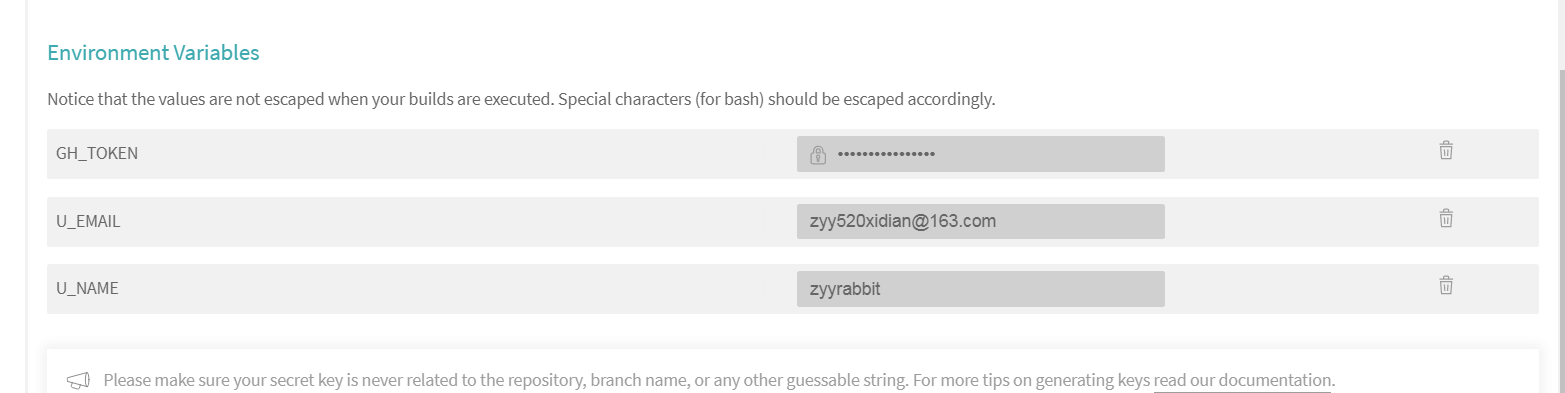 Environment Variables
Notice that the values are not escaped when your builds are executed. Special characters (for bash) should be escaped accordingly.
GH_TOKEN ••••••••••••••••
U_EMAIL zyy520xidian@163.com
U_NAME zyyrabbit
Please make sure your secret key is never related to the repository, branch name, or any other guessable string. For more tips on generating keys read our documentation.